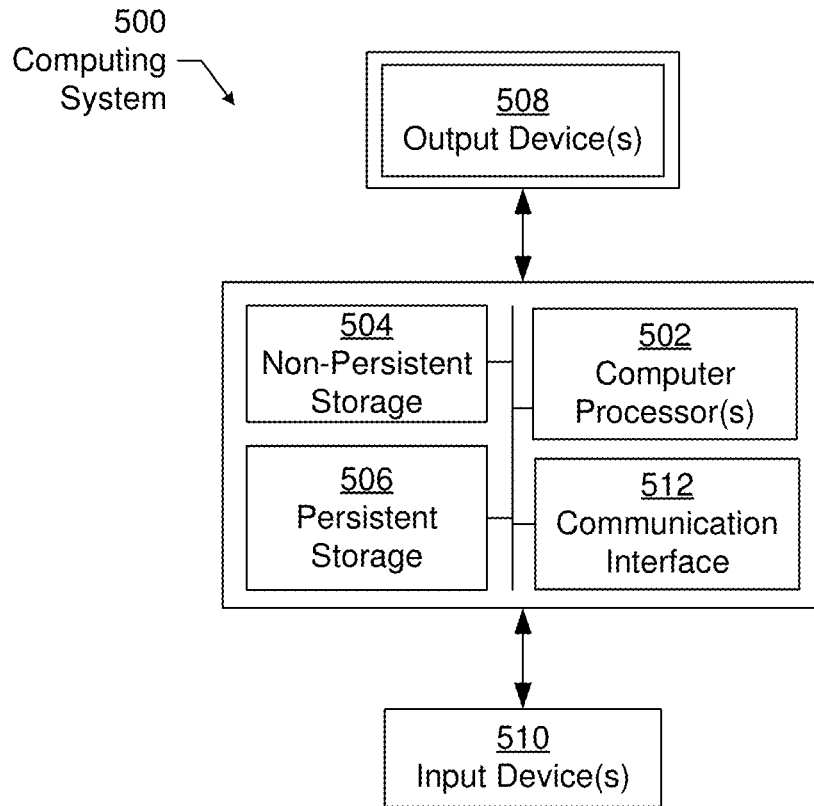 500
Computing
System
508
Output Device(s)
504
Non-Persistent
Storage
502
Computer
Processor(s)
506
Persistent
Storage
512
Communication
Interface
510
Input Device(s)